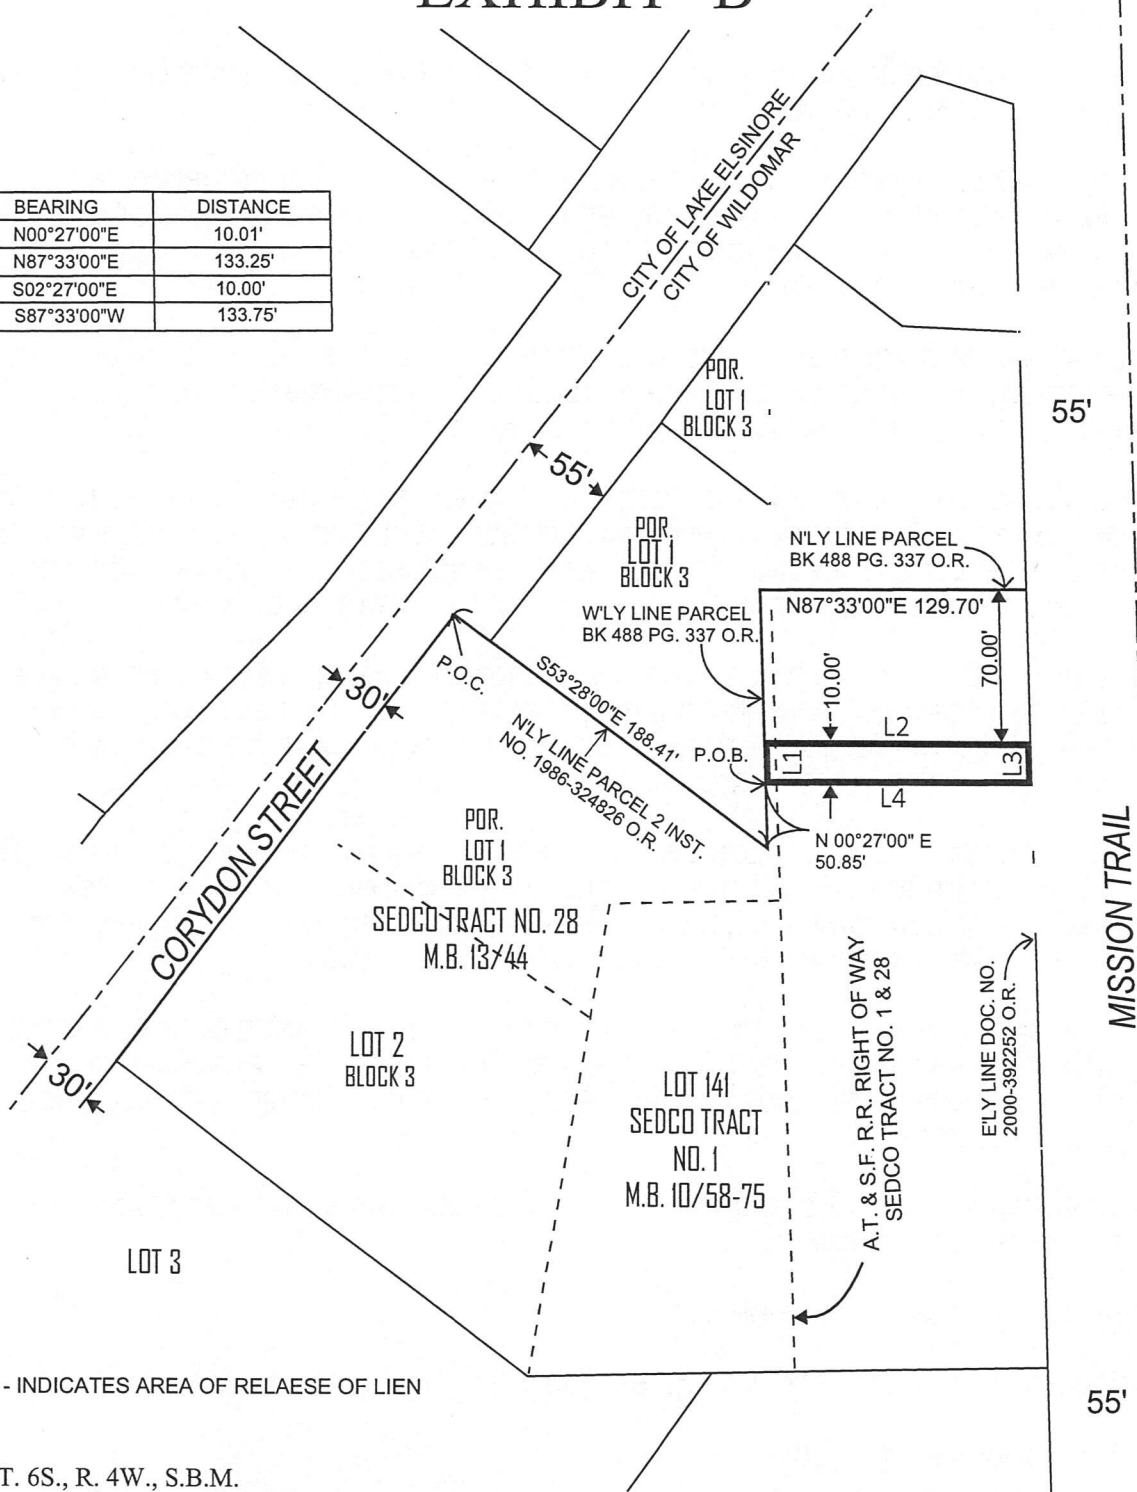 EXHIBIT "B"
CITY OF LAKE ELSINORE
CITY OF WILDOMAR
BEARING DISTANCE
N00°27'00"E 10.01'
N87°33'00"E 133.25'
S02°27'00"E 10.00'
S87°33'00"W 133.75'
POR.
LOT 1
BLOCK 3
55'
55'
POR.
LOT 1
BLOCK 3
N'LY LINE PARCEL
BK 488 PG. 337 O.R.
N87°33'00"E 129.70'
W'LY LINE PARCEL
BK 488 PG. 337 O.R.
P.O.C.
S53°28'00"E 188.41'
N'LY LINE PARCEL 2 INST.
NO. 1986-324826 O.R.
30'
10.00'
70.00'
L2
L1
L3
L4
P.O.B.
N 00°27'00" E
50.85'
CORYDON STREET
POR.
LOT 1
BLOCK 3
SEDCO TRACT NO. 28
M.B. 13/44
MISSION TRAIL
A.T. & S.F. R.R. RIGHT OF WAY
SEDCO TRACT NO. 1 & 28
E'LY LINE DOC. NO.
2000-392252 O.R.
LOT 2
BLOCK 3
30'
LOT 141
SEDCO TRACT
NO. 1
M.B. 10/58-75
LOT 3
- INDICATES AREA OF RELAESE OF LIEN
55'
T. 6S., R. 4W., S.B.M.